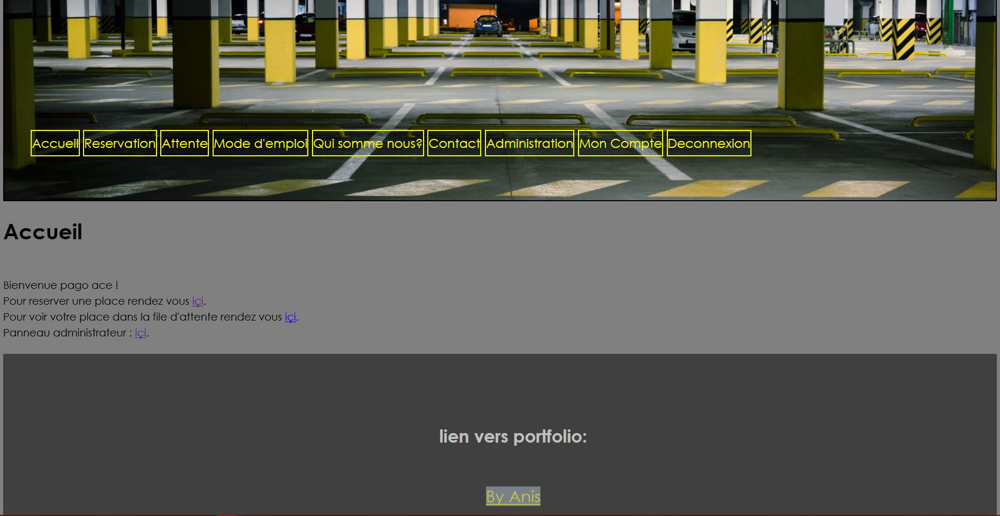 Accueil Reservation Attente Mode d'emploi Qui somme nous? Contact Administration Mon Compte Deconnexion
Accueil
Bienvenue pago ace !
Pour reserver une place rendez vous içi.
Pour voir votre place dans la file d'attente rendez vous içi.
Panneau administrateur : içi.
lien vers portfolio:
By Anis